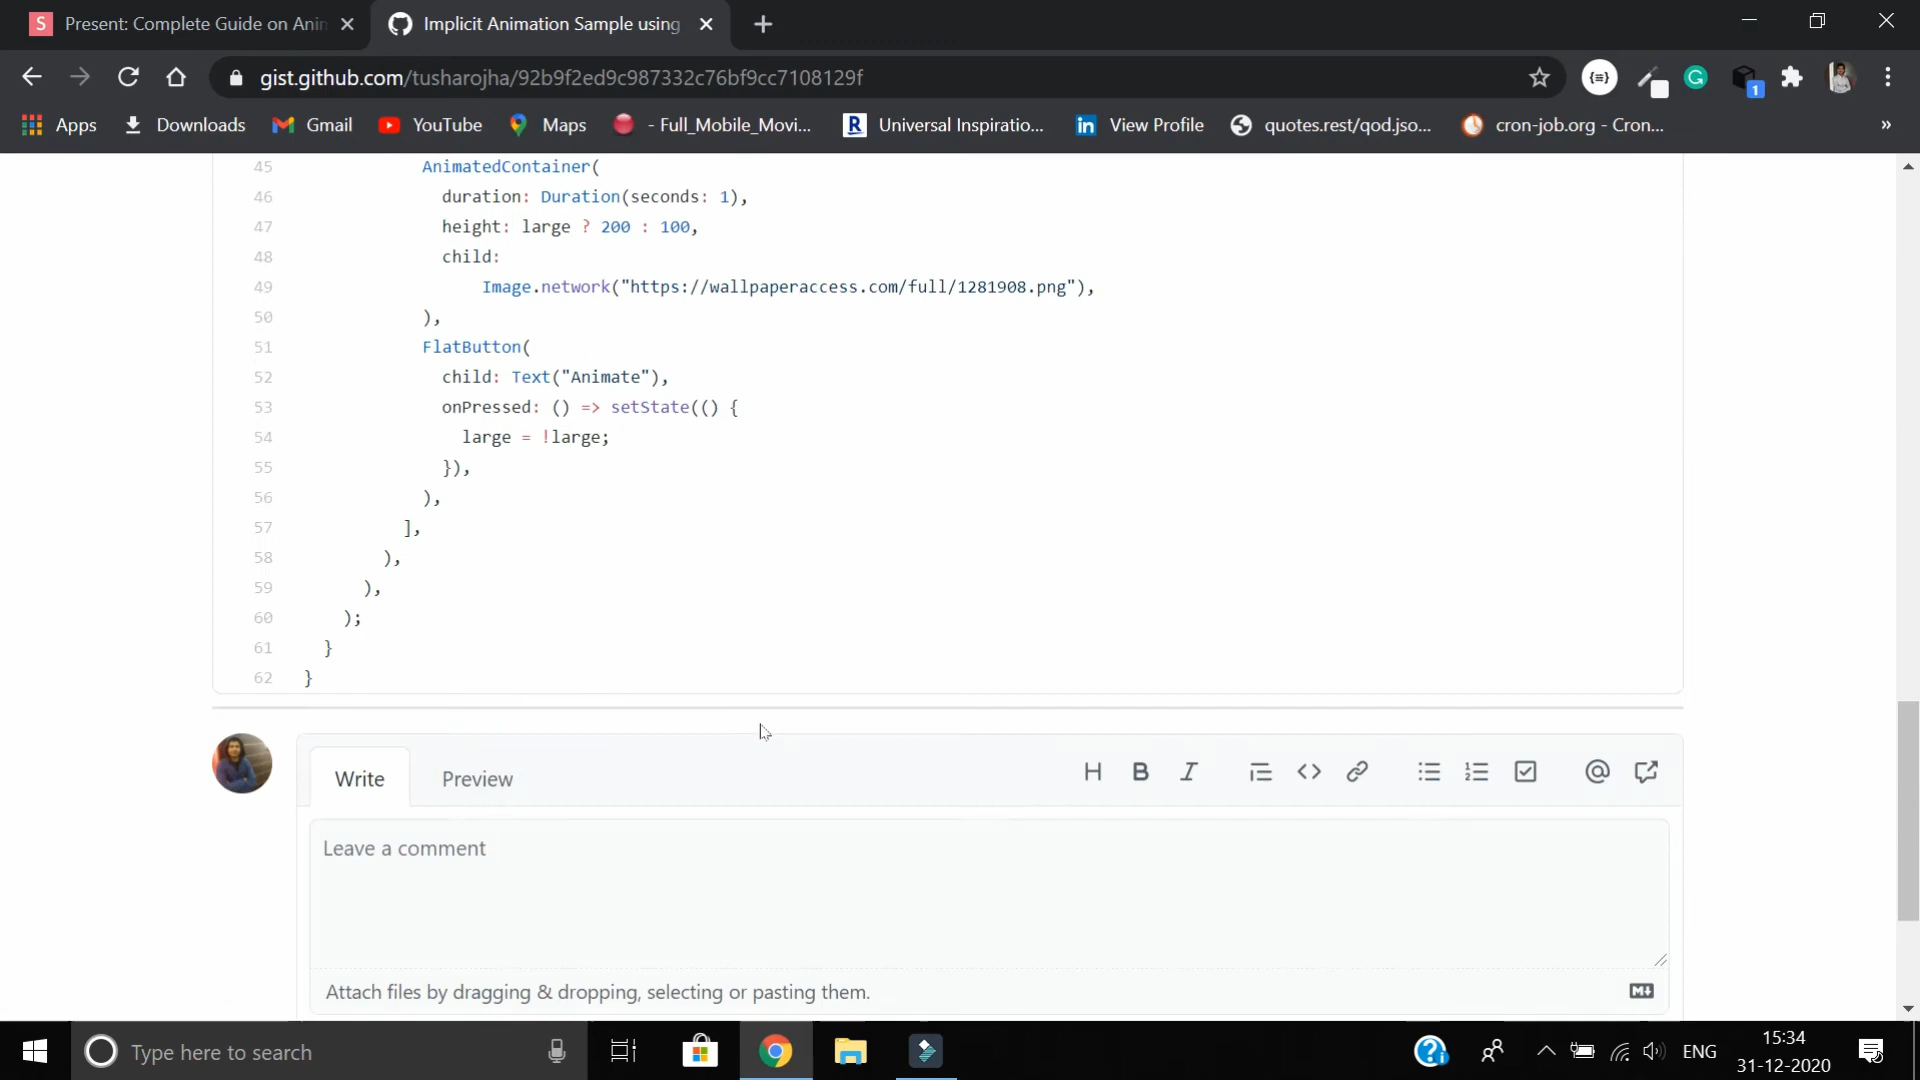 S Present: Complete Guide on Anin
Implicit Animation Sample using
gist.github.com/tusharojha/92b9f2ed9c987332c76bf9cc7108129f
{≡} G 1
Apps Downloads Gmail YouTube Maps - Full_Mobile_Movi... R Universal Inspiratio... in View Profile quotes.rest/qod.jso... cron-job.org - Cron... »
45 AnimatedContainer(
46 duration: Duration(seconds: 1),
47 height: large ? 200 : 100,
48 child:
49 Image.network("https://wallpaperaccess.com/full/1281908.png"),
50 ),
51 FlatButton(
52 child: Text("Animate"),
53 onPressed: () => setState(() {
54 large = !large;
55 }),
56 ),
57 ],
58 ),
59 ),
60 );
61 }
62 }
Write Preview H B I <> @
Leave a comment
Attach files by dragging & dropping, selecting or pasting them. M↓
Type here to search ? ENG 15:34
31-12-2020